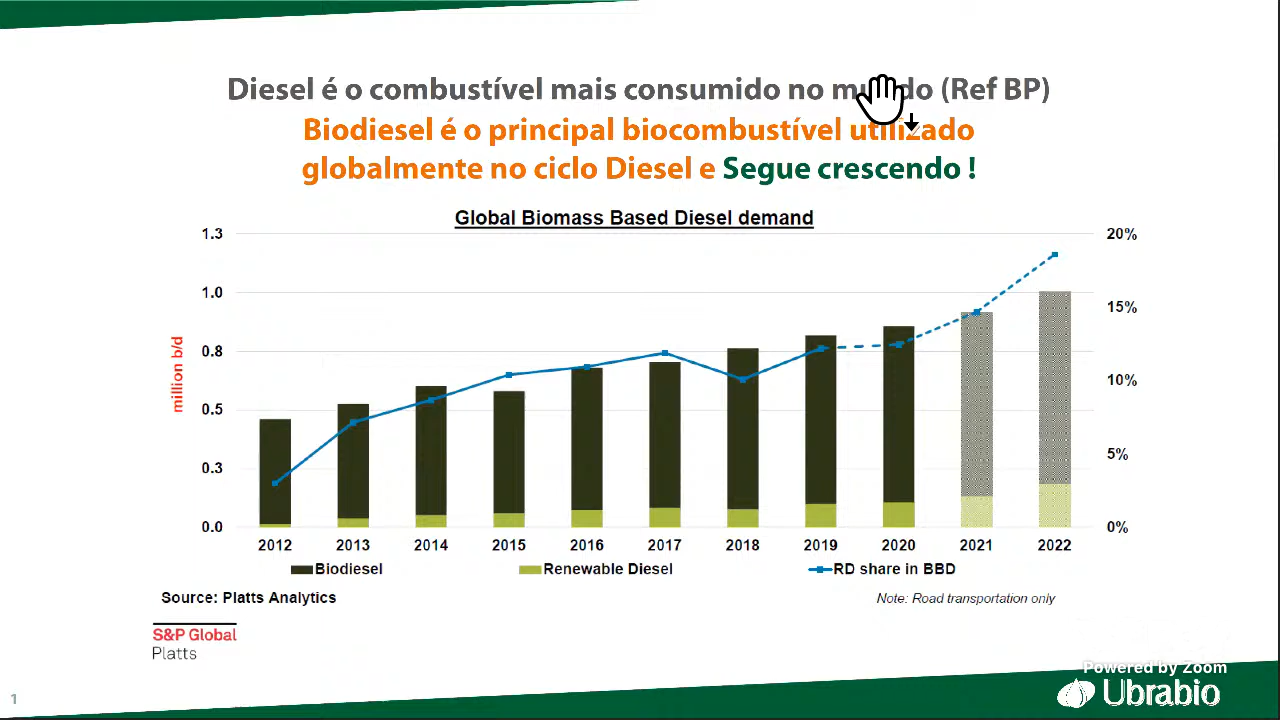 Diesel é o combustível mais consumido no mundo (Ref BP)
Biodiesel é o principal biocombustível utilizado
globalmente no ciclo Diesel e Segue crescendo !
Global Biomass Based Diesel demand
1.3
20%
1.0
15%
0.8
10%
0.5
5%
0.3
0.0
0%
million b/d
2012 2013 2014 2015 2016 2017 2018 2019 2020 2021 2022
Biodiesel Renewable Diesel RD share in BBD
Source: Platts Analytics
Note: Road transportation only
S&P Global
Platts
Powered by Zoom
1
Ubrabio